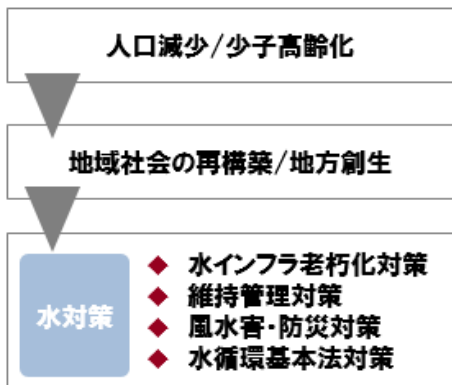 人口減少/少子高齢化
地域社会の再構築/地方創生
水対策
◆ 水インフラ老朽化対策
◆ 維持管理対策
◆ 風水害・防災対策
◆ 水循環基本法対策